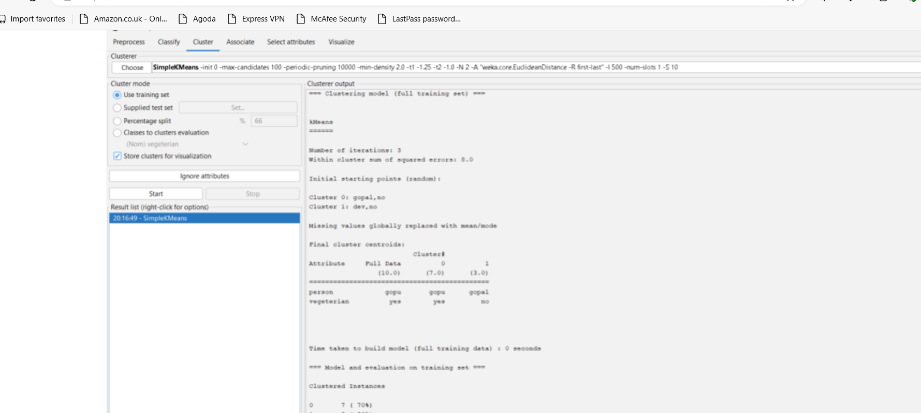 Import favorites Amazon.co.uk - Onl... Agoda Express VPN McAfee Security LastPass password...
Preprocess Classify Cluster Associate Select attributes Visualize
Clusterer
Choose SimpleKMeans -init 0 -max-candidates 100 -periodic-pruning 10000 -min-density 2.0 -t1 -1.25 -t2 -1.0 -N 2 -A "weka.core.EuclideanDistance -R first-last" -I 500 -num-slots 1 -S 10
Cluster mode
Use training set
Supplied test set Set...
Percentage split % 66
Classes to clusters evaluation
(Nom) vegeterian
Store clusters for visualization
Ignore attributes
Start Stop
Result list (right-click for options)
20:16:49 - SimpleKMeans
Clusterer output
=== Clustering model (full training set) ===
kMeans
======
Number of iterations: 3
Within cluster sum of squared errors: 8.0
Initial starting points (random):
Cluster 0: gopal,no
Cluster 1: dev,no
Missing values globally replaced with mean/mode
Final cluster centroids:
Cluster#
Attribute Full Data 0 1
(10.0) (7.0) (3.0)
==========================================
person gopu gopu gopal
vegeterian yes yes no
Time taken to build model (full training data) : 0 seconds
=== Model and evaluation on training set ===
Clustered Instances
0 7 ( 70%)